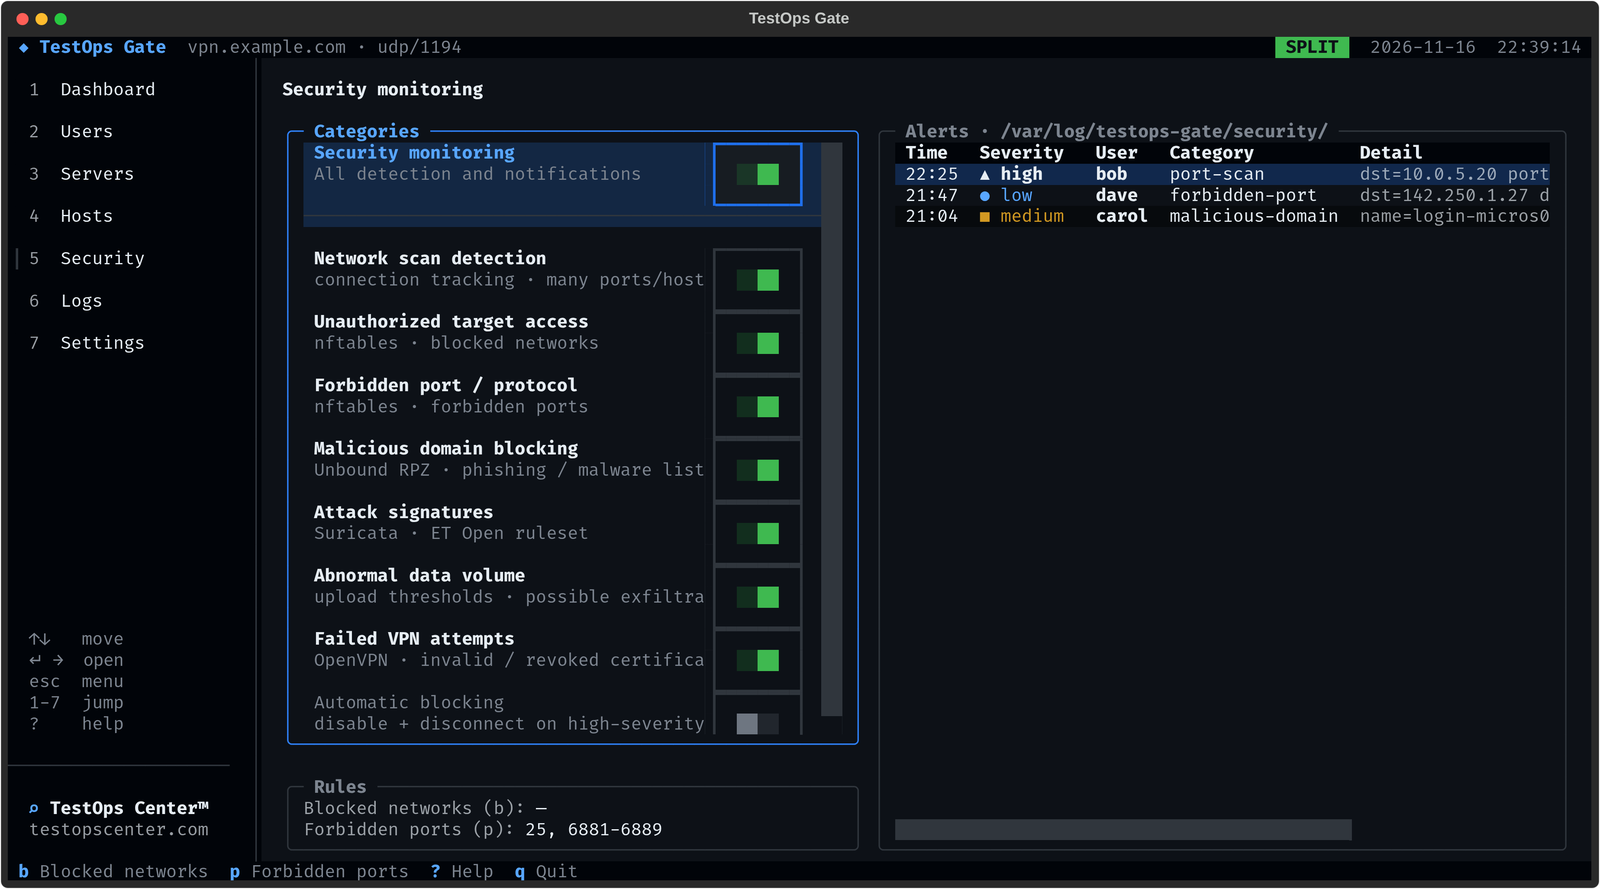 TestOps Gate
◆ TestOps Gate vpn.example.com · udp/1194 SPLIT 2026-11-16 22:39:14
1 Dashboard
2 Users
3 Servers
4 Hosts
5 Security
6 Logs
7 Settings
↑↓ move
↵ → open
esc menu
1-7 jump
? help
TestOps Center™
testopscenter.com
Security monitoring
Categories
Security monitoring
All detection and notifications
Network scan detection
connection tracking · many ports/host
Unauthorized target access
nftables · blocked networks
Forbidden port / protocol
nftables · forbidden ports
Malicious domain blocking
Unbound RPZ · phishing / malware list
Attack signatures
Suricata · ET Open ruleset
Abnormal data volume
upload thresholds · possible exfiltra
Failed VPN attempts
OpenVPN · invalid / revoked certifica
Automatic blocking
disable + disconnect on high-severity
Rules
Blocked networks (b): —
Forbidden ports (p): 25, 6881-6889
Alerts · /var/log/testops-gate/security/
Time Severity User Category Detail
22:25 ▲ high bob port-scan dst=10.0.5.20 port
21:47 ● low dave forbidden-port dst=142.250.1.27 d
21:04 ■ medium carol malicious-domain name=login-micros0
b Blocked networks p Forbidden ports ? Help q Quit